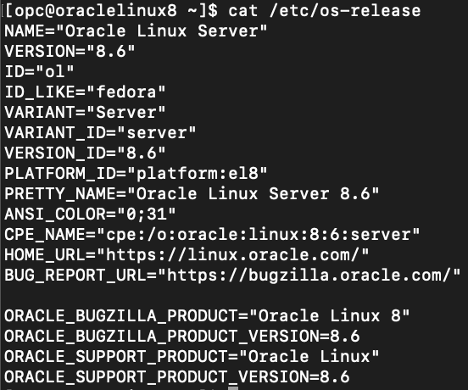 [opc@oraclelinux8 ~]$ cat /etc/os-release
NAME="Oracle Linux Server"
VERSION="8.6"
ID="ol"
ID_LIKE="fedora"
VARIANT="Server"
VARIANT_ID="server"
VERSION_ID="8.6"
PLATFORM_ID="platform:el8"
PRETTY_NAME="Oracle Linux Server 8.6"
ANSI_COLOR="0;31"
CPE_NAME="cpe:/o:oracle:linux:8:6:server"
HOME_URL="https://linux.oracle.com/"
BUG_REPORT_URL="https://bugzilla.oracle.com/"

ORACLE_BUGZILLA_PRODUCT="Oracle Linux 8"
ORACLE_BUGZILLA_PRODUCT_VERSION=8.6
ORACLE_SUPPORT_PRODUCT="Oracle Linux"
ORACLE_SUPPORT_PRODUCT_VERSION=8.6